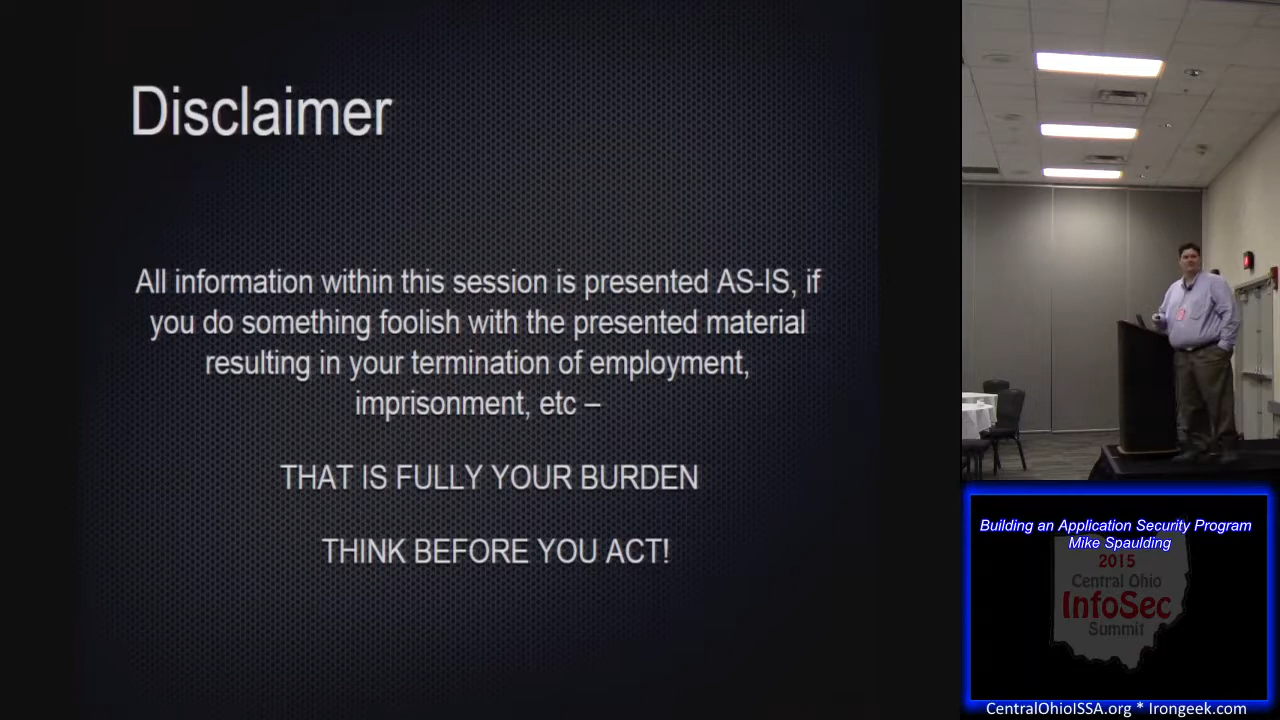 Disclaimer
All information within this session is presented AS-IS, if
you do something foolish with the presented material
resulting in your termination of employment,
imprisonment, etc –
THAT IS FULLY YOUR BURDEN
THINK BEFORE YOU ACT!
Building an Application Security Program
Mike Spaulding
2015
Central Ohio
InfoSec
Summit
CentralOhioISSA.org * Irongeek.com